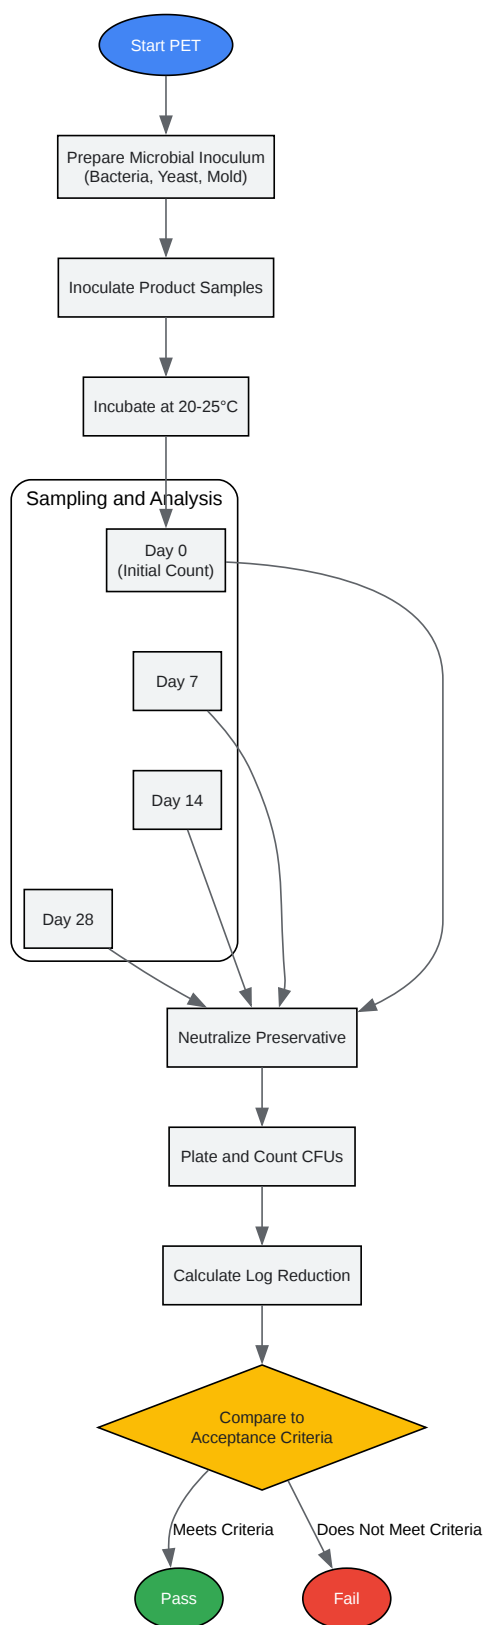 Start PET
Prepare Microbial Inoculum
(Bacteria, Yeast, Mold)
Inoculate Product Samples
Incubate at 20-25°C
Sampling and Analysis
Day 0
(Initial Count)
Day 7
Day 14
Day 28
Neutralize Preservative
Plate and Count CFUs
Calculate Log Reduction
Compare to
Acceptance Criteria
Meets Criteria
Does Not Meet Criteria
Pass
Fail